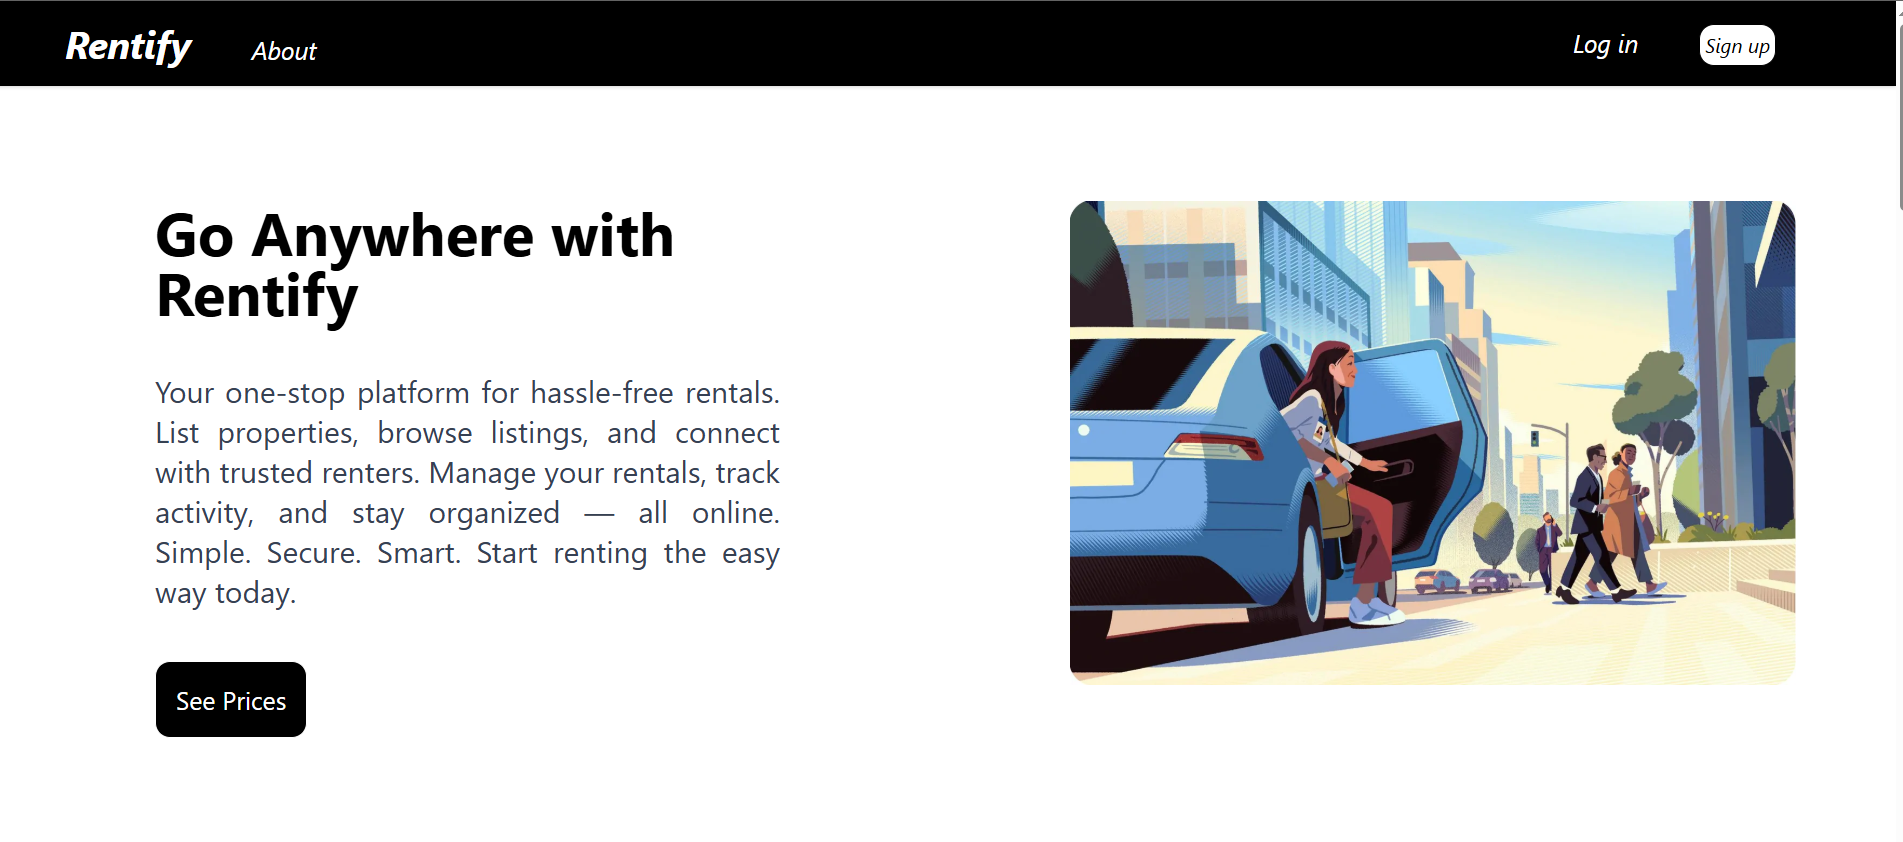 Rentify
About
Log in
Sign up
Go Anywhere with
Rentify
Your one-stop platform for hassle-free rentals.
List properties, browse listings, and connect
with trusted renters. Manage your rentals, track
activity, and stay organized — all online.
Simple. Secure. Smart. Start renting the easy
way today.
See Prices